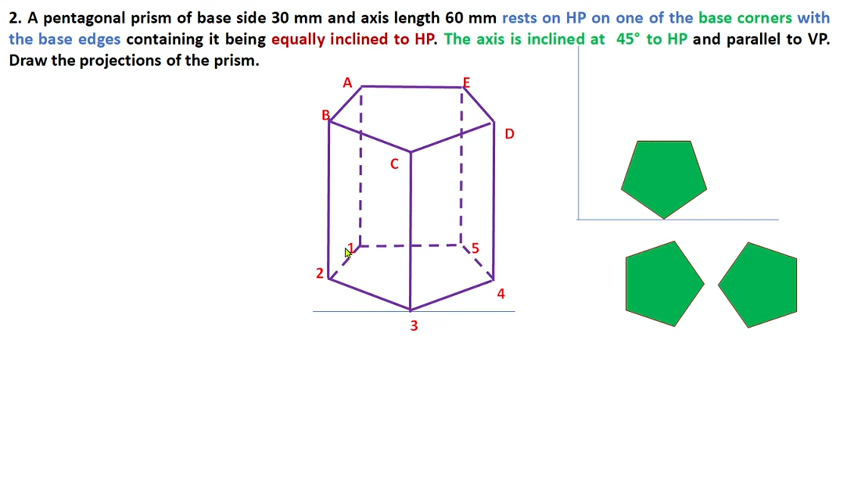 2. A pentagonal prism of base side 30 mm and axis length 60 mm rests on HP on one of the base corners with
the base edges containing it being equally inclined to HP. The axis is inclined at 45° to HP and parallel to VP.
Draw the projections of the prism.
A
E
B
D
C
1
5
2
4
3